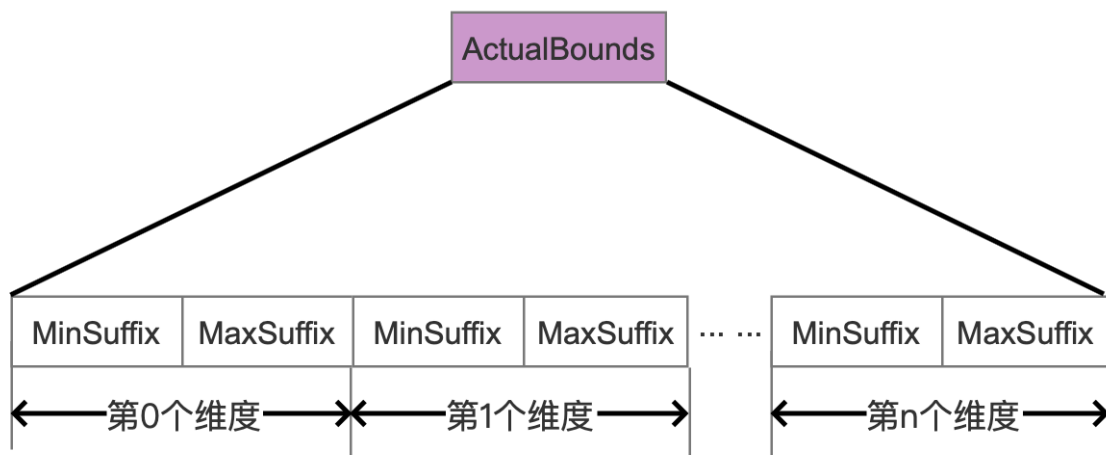 ActualBounds
MinSuffix MaxSuffix MinSuffix MaxSuffix ... ... MinSuffix MaxSuffix
第0个维度 第1个维度 第n个维度